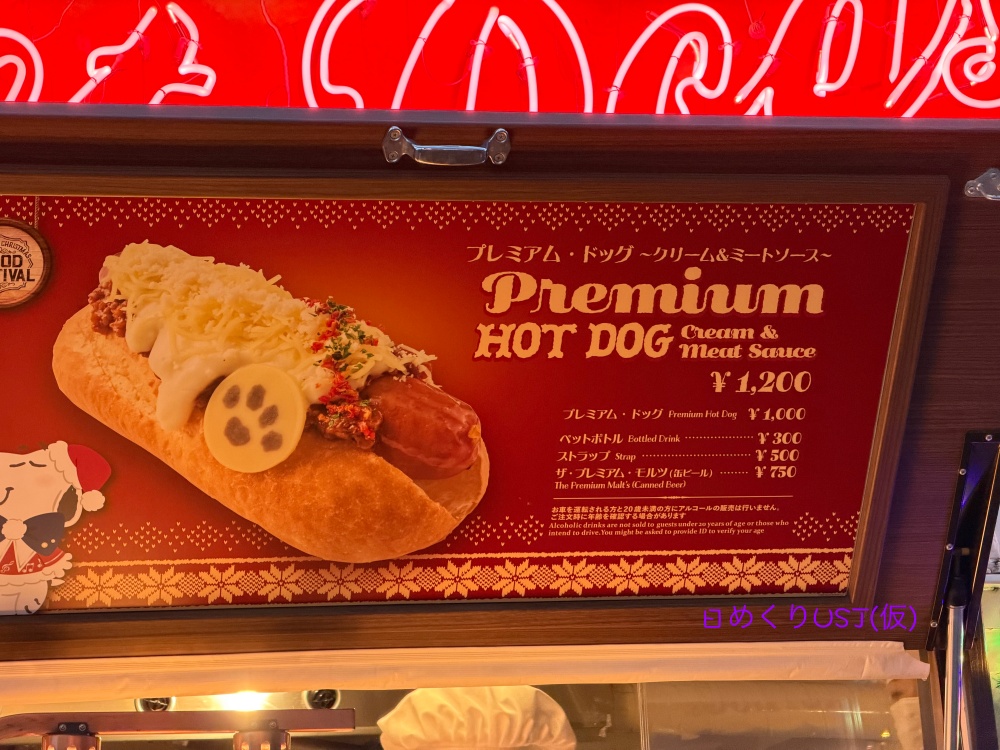 CHRISTMAS
OOD
TIVAL
プレミアム・ドッグ ~クリーム&ミートソース~
Premium
HOT DOG Cream &
Meat Sauce
¥1,200
プレミアム・ドッグ Premium Hot Dog ¥1,000
ペットボトル Bottled Drink ¥300
ストラップ Strap ¥500
ザ・プレミアム・モルツ(缶ビール) ¥750
The Premium Malt's (Canned Beer)
お車を運転される方と20歳未満の方にアルコールの販売は行いません。
ご注文時に年齢を確認する場合があります
Alcoholic drinks are not sold to guests under 20 years of age or those who
intend to drive.You might be asked to provide ID to verify your age
日めくりUSJ(仮)